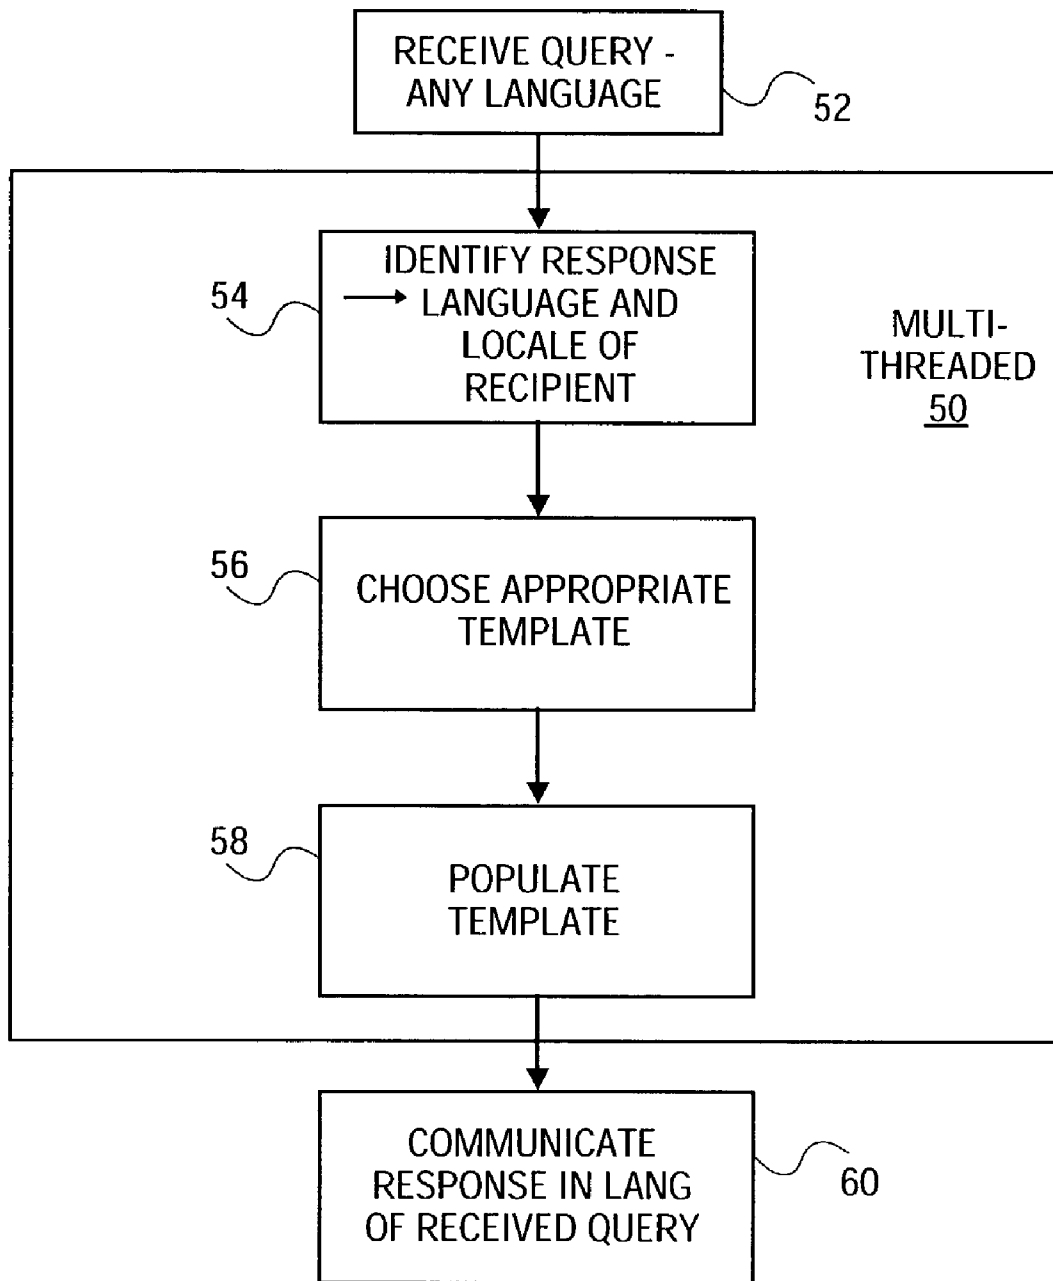 RECEIVE QUERY -
ANY LANGUAGE
52
IDENTIFY RESPONSE
LANGUAGE AND
LOCALE OF
RECIPIENT
54
MULTI-
THREADED
50
56
CHOOSE APPROPRIATE
TEMPLATE
58
POPULATE
TEMPLATE
COMMUNICATE
RESPONSE IN LANG
OF RECEIVED QUERY
60